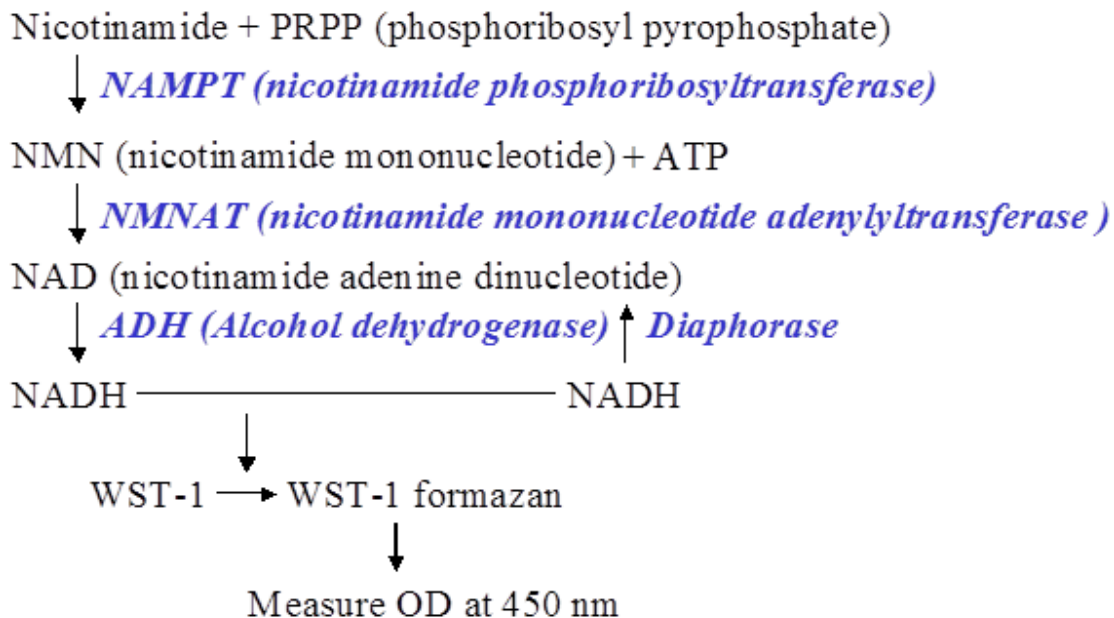 Nicotinamide + PRPP (phosphoribosyl pyrophosphate)
NAMPT (nicotinamide phosphoribosyltransferase)
NMN (nicotinamide mononucleotide) + ATP
NMNAT (nicotinamide mononucleotide adenylyltransferase )
NAD (nicotinamide adenine dinucleotide)
ADH (Alcohol dehydrogenase) Diaphorase
NADH NADH
WST-1 WST-1 formazan
Measure OD at 450 nm